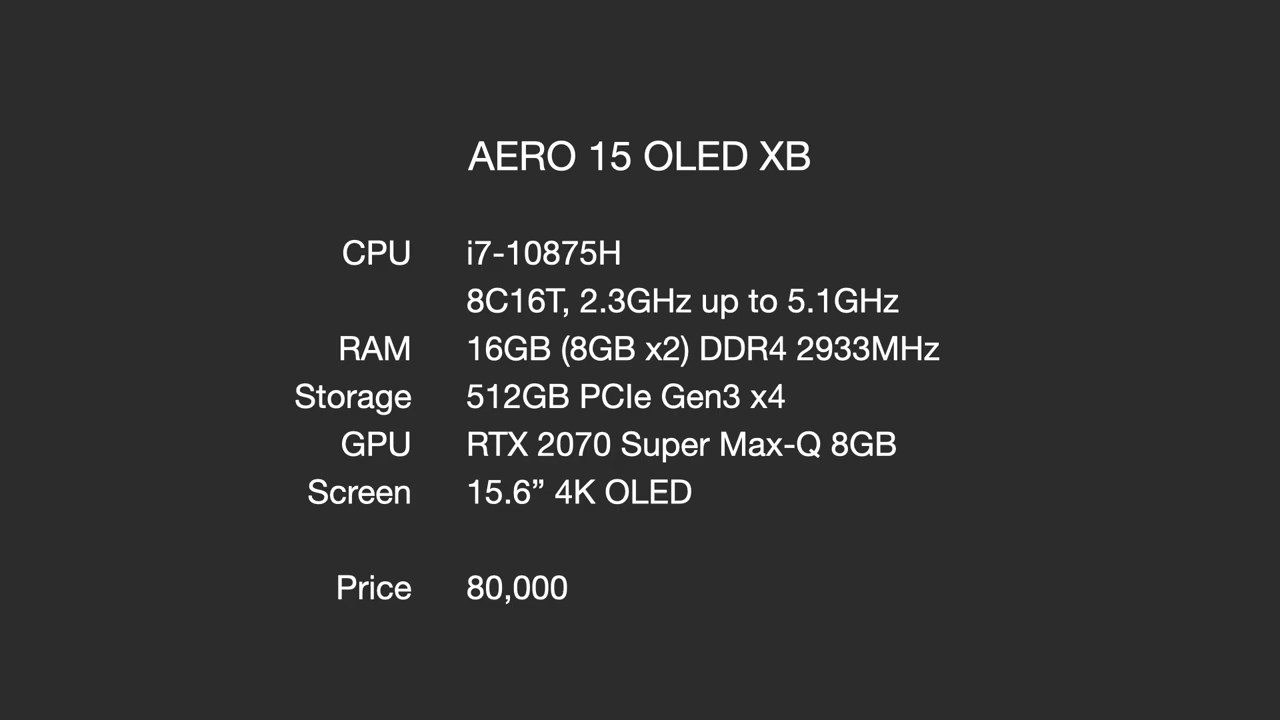 AERO 15 OLED XB
CPU i7-10875H
8C16T, 2.3GHz up to 5.1GHz
RAM 16GB (8GB x2) DDR4 2933MHz
Storage 512GB PCIe Gen3 x4
GPU RTX 2070 Super Max-Q 8GB
Screen 15.6” 4K OLED
Price 80,000